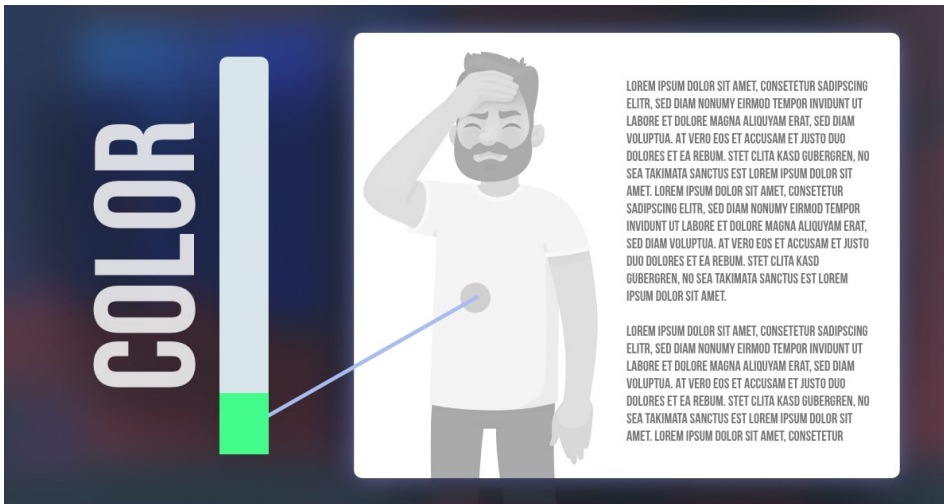 COLOR
LOREM IPSUM DOLOR SIT AMET, CONSETETUR SADIPSCING
ELITR, SED DIAM NONUMY EIRMOD TEMPOR INVIDUNT UT
LABORE ET DOLORE MAGNA ALIQUYAM ERAT, SED DIAM
VOLUPTUA. AT VERO EOS ET ACCUSAM ET JUSTO DUO
DOLORES ET EA REBUM. STET CLITA KASD GUBERGREN, NO
SEA TAKIMATA SANCTUS EST LOREM IPSUM DOLOR SIT
AMET. LOREM IPSUM DOLOR SIT AMET, CONSETETUR
SADIPSCING ELITR, SED DIAM NONUMY EIRMOD TEMPOR
INVIDUNT UT LABORE ET DOLORE MAGNA ALIQUYAM ERAT,
SED DIAM VOLUPTUA. AT VERO EOS ET ACCUSAM ET JUSTO
DUO DOLORES ET EA REBUM. STET CLITA KASD
GUBERGREN, NO SEA TAKIMATA SANCTUS EST LOREM
IPSUM DOLOR SIT AMET.
LOREM IPSUM DOLOR SIT AMET, CONSETETUR SADIPSCING
ELITR, SED DIAM NONUMY EIRMOD TEMPOR INVIDUNT UT
LABORE ET DOLORE MAGNA ALIQUYAM ERAT, SED DIAM
VOLUPTUA. AT VERO EOS ET ACCUSAM ET JUSTO DUO
DOLORES ET EA REBUM. STET CLITA KASD GUBERGREN, NO
SEA TAKIMATA SANCTUS EST LOREM IPSUM DOLOR SIT
AMET. LOREM IPSUM DOLOR SIT AMET, CONSETETUR